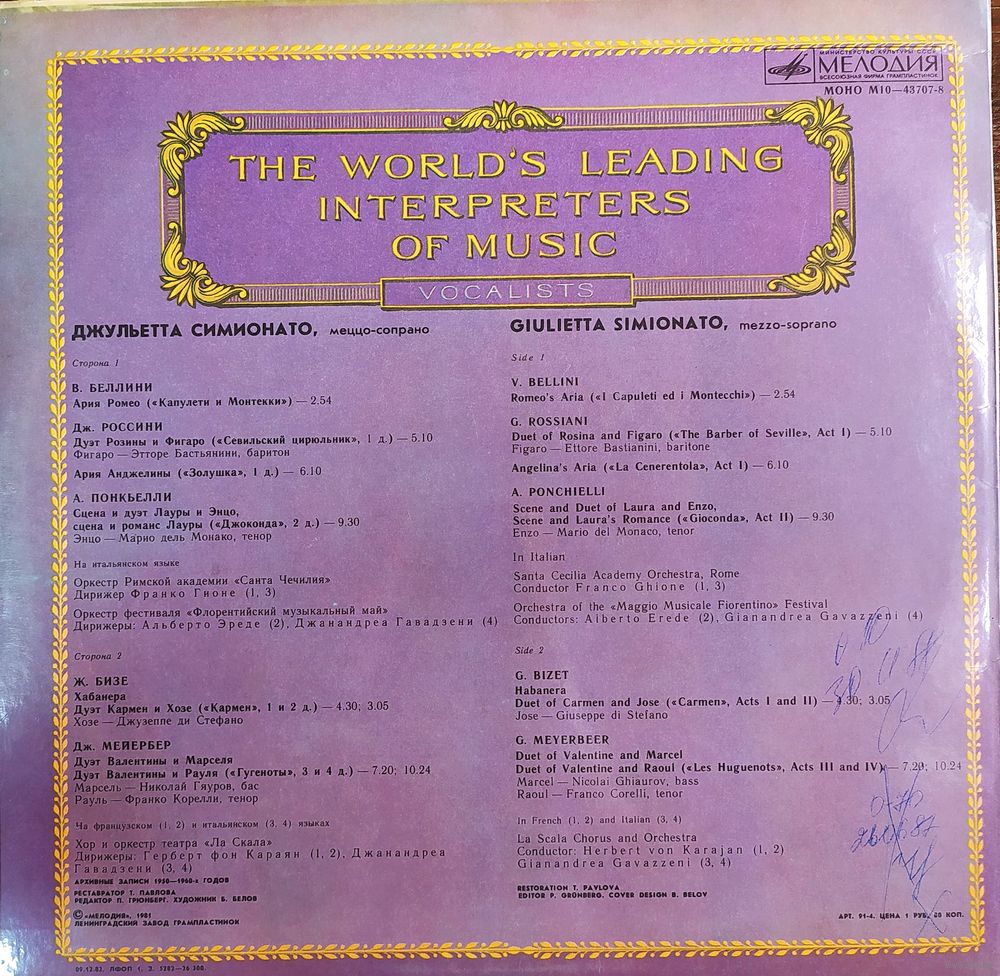 МИНИСТЕРСТВО КУЛЬТУРЫ СССР
МЕЛОДИЯ
ВСЕСОЮЗНАЯ ФИРМА ГРАМПЛАСТИНОК
МОНО М10—43707-8
THE WORLD'S LEADING
INTERPRETERS
OF MUSIC
VOCALISTS
ДЖУЛЬЕТТА СИМИОНАТО, меццо-сопрано
Сторона 1
В. БЕЛЛИНИ
Ария Ромео («Капулети и Монтекки») — 2.54
Дж. РОССИНИ
Дуэт Розины и Фигаро («Севильский цирюльник», 1 д.) — 5.10
Фигаро — Этторе Бастьянини, баритон
Ария Анджелины («Золушка», 1 д.) — 6.10
А. ПОНКЬЕЛЛИ
Сцена и дуэт Лауры и Энцо,
сцена и романс Лауры («Джоконда», 2 д.) — 9.30
Энцо — Марио дель Монако, тенор
На итальянском языке
Оркестр Римской академии «Санта Чечилия»
Дирижер Франко Гионе (1, 3)
Оркестр фестиваля «Флорентийский музыкальный май»
Дирижеры: Альберто Эреде (2), Джанандреа Гавадзени (4)
Сторона 2
Ж. БИЗЕ
Хабанера
Дуэт Кармен и Хозе («Кармен», 1 и 2 д.) — 4.30; 3.05
Хозе — Джузеппе ди Стефано
Дж. МЕЙЕРБЕР
Дуэт Валентины и Марселя
Дуэт Валентины и Рауля («Гугеноты», 3 и 4 д.) — 7.20; 10.24
Марсель — Николай Гяуров, бас
Рауль — Франко Корелли, тенор
Ча французском (1, 2) и итальянском (3, 4) языках
Хор и оркестр театра «Ла Скала»
Дирижеры: Герберт фон Караян (1, 2), Джанандреа
Гавадзени (3, 4)
АРХИВНЫЕ ЗАПИСИ 1950—1960-х ГОДОВ
РЕСТАВРАТОР Т. ПАВЛОВА
РЕДАКТОР П. ГРЮНБЕРГ. ХУДОЖНИК Б. БЕЛОВ
© «МЕЛОДИЯ», 1981
ЛЕНИНГРАДСКИЙ ЗАВОД ГРАМПЛАСТИНОК
GIULIETTA SIMIONATO, mezzo-soprano
Side 1
V. BELLINI
Romeo's Aria («I Capuleti ed i Montecchi») — 2.54
G. ROSSIANI
Duet of Rosina and Figaro («The Barber of Seville», Act I) — 5.10
Figaro — Ettore Bastianini, baritone
Angelina's Aria («La Cenerentola», Act I) — 6.10
A. PONCHIELLI
Scene and Duet of Laura and Enzo,
Scene and Laura's Romance («Gioconda», Act II) — 9.30
Enzo — Mario del Monaco, tenor
In Italian
Santa Cecilia Academy Orchestra, Rome
Conductor Franco Ghione (1, 3)
Orchestra of the «Maggio Musicale Fiorentino» Festival
Conductors: Alberto Erede (2), Gianandrea Gavazzeni (4)
Side 2
G. BIZET
Habanera
Duet of Carmen and Jose («Carmen», Acts I and II) — 4.30; 3.05
Jose — Giuseppe di Stefano
G. MEYERBEER
Duet of Valentine and Marcel
Duet of Valentine and Raoul («Les Huguenots», Acts III and IV) — 7.20; 10.24
Marcel — Nicolai Ghiaurov, bass
Raoul — Franco Corelli, tenor
In French (1, 2) and Italian (3, 4)
La Scala Chorus and Orchestra
Conductor: Herbert von Karajan (1, 2)
Gianandrea Gavazzeni (3, 4)
RESTORATION T. PAVLOVA
EDITOR P. GRÜNBERG. COVER DESIGN B. BELOV
АРТ. 91-4. ЦЕНА 1 РУБ. КОП.